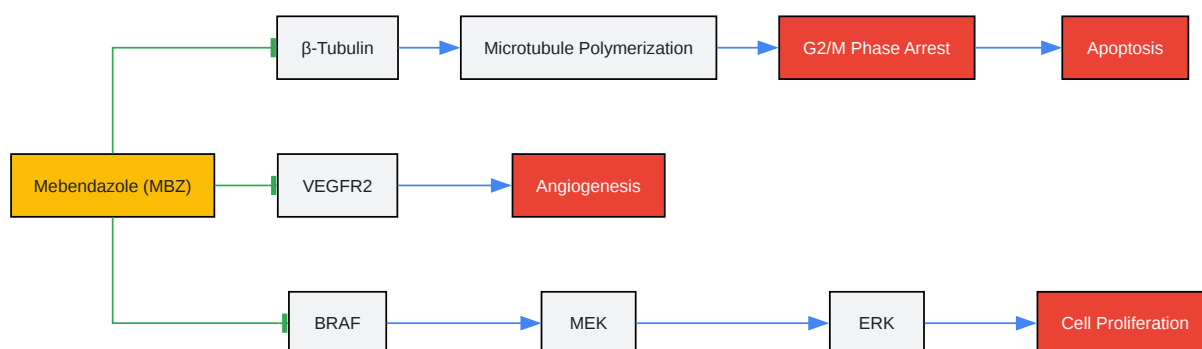 β-Tubulin
Microtubule Polymerization
G2/M Phase Arrest
Apoptosis
Mebendazole (MBZ)
VEGFR2
Angiogenesis
BRAF
MEK
ERK
Cell Proliferation